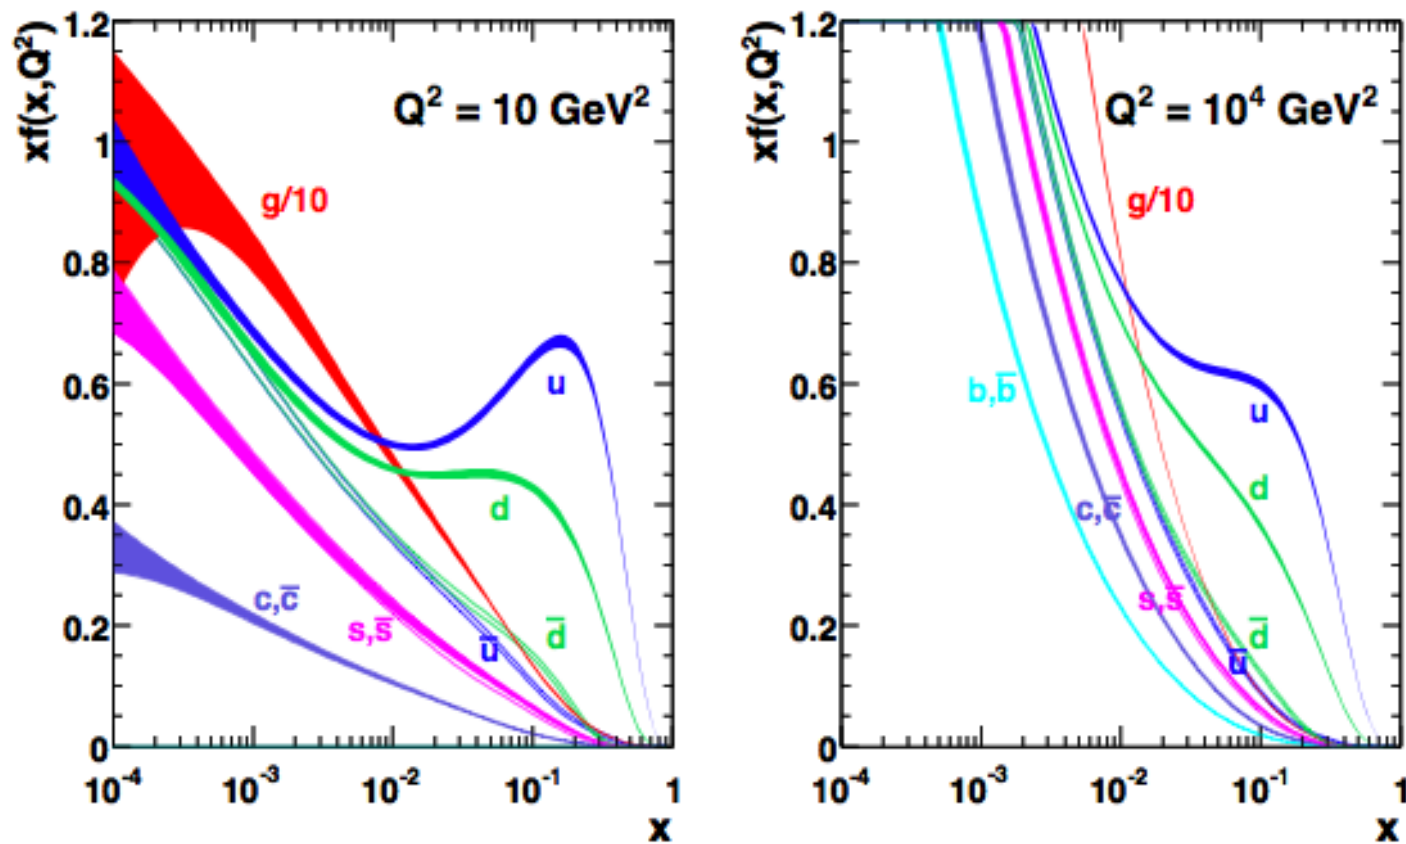 xf(x,Q²)
1.2
1
0.8
0.6
0.4
0.2
0
Q² = 10 GeV²
g/10
u
d
c,c̅
s,s̅
u̅
d̅
10⁻⁴ 10⁻³ 10⁻² 10⁻¹ 1
x
xf(x,Q²)
1.2
1
0.8
0.6
0.4
0.2
0
Q² = 10⁴ GeV²
g/10
b,b̅
u
d
c,c̅
s,s̅
d̅
u̅
10⁻⁴ 10⁻³ 10⁻² 10⁻¹ 1
x